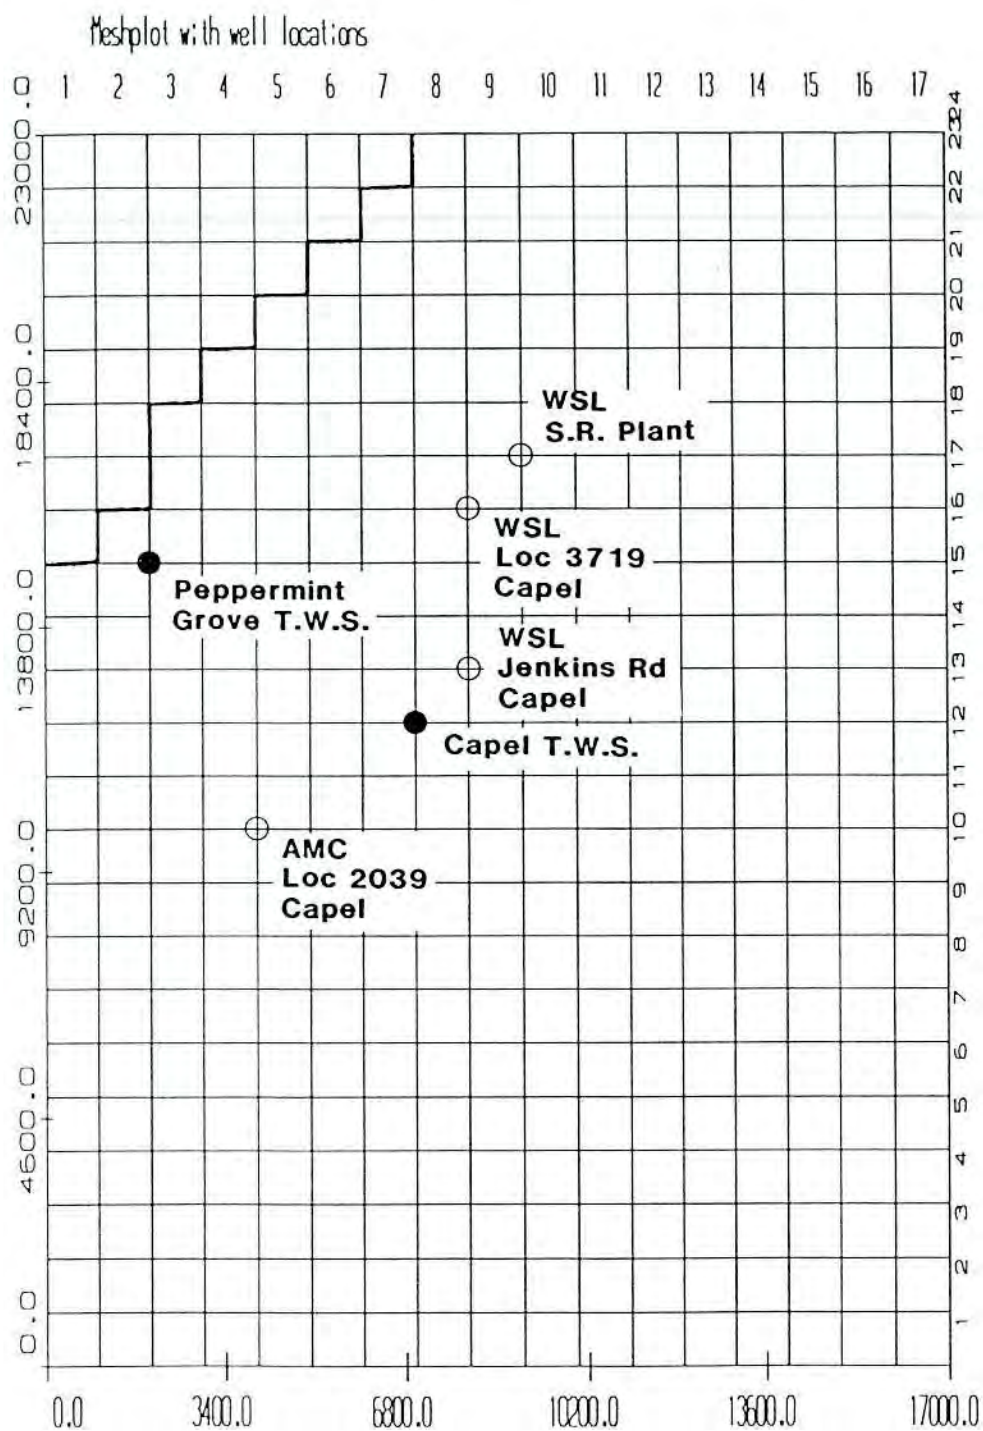 Meshplot with well locations
1 2 3 4 5 6 7 8 9 10 11 12 13 14 15 16 17
23000.0
18400.0
13800.0
9200.0
4600.0
0.0
24
23
22
21
20
19
18
17
16
15
14
13
12
11
10
9
8
7
6
5
4
3
2
1
WSL
S.R. Plant
WSL
Loc 3719
Capel
Peppermint
Grove T.W.S.
WSL
Jenkins Rd
Capel
Capel T.W.S.
AMC
Loc 2039
Capel
0.0 3400.0 6800.0 10200.0 13600.0 17000.0